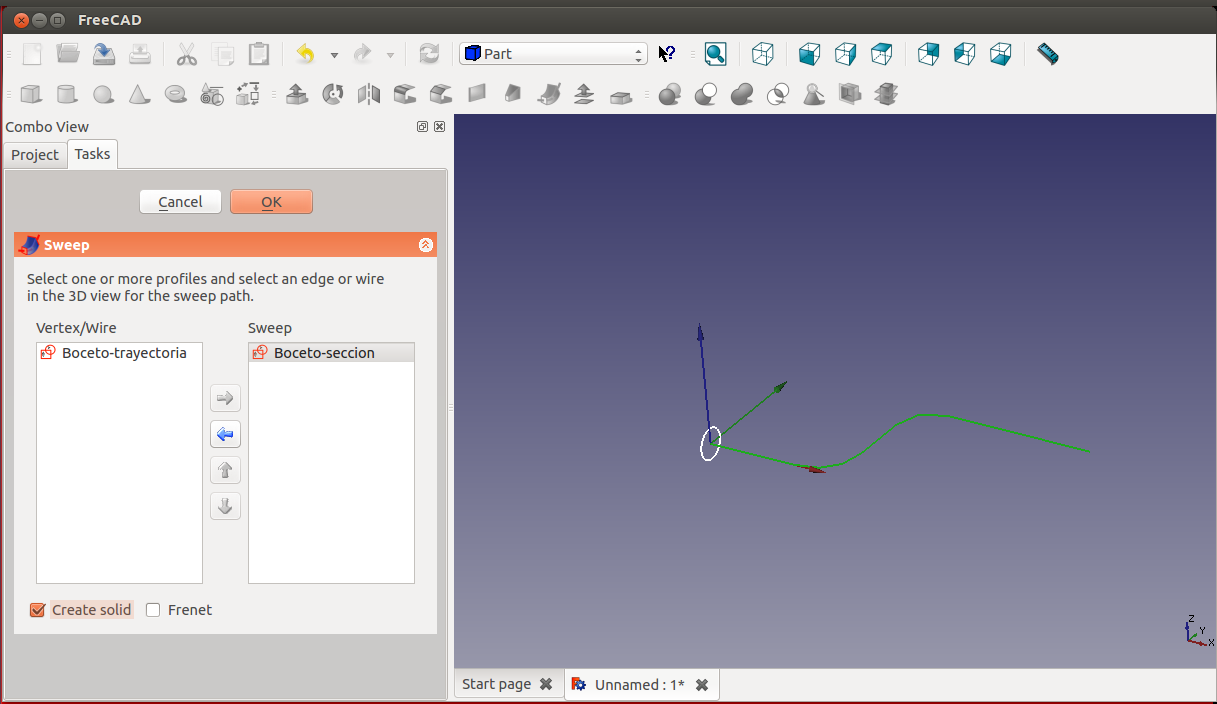 FreeCAD
Part
Combo View
Project
Tasks
Cancel
OK
Sweep
Select one or more profiles and select an edge or wire
in the 3D view for the sweep path.
Vertex/Wire
Sweep
Boceto-trayectoria
Boceto-seccion
Create solid
Frenet
Z
Y
X
Start page
Unnamed : 1*